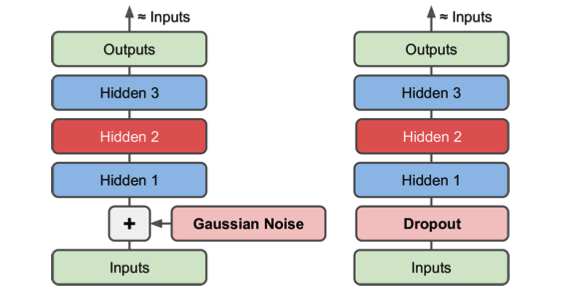 ≈ Inputs
Outputs
Hidden 3
Hidden 2
Hidden 1
+
Gaussian Noise
Inputs
≈ Inputs
Outputs
Hidden 3
Hidden 2
Hidden 1
Dropout
Inputs